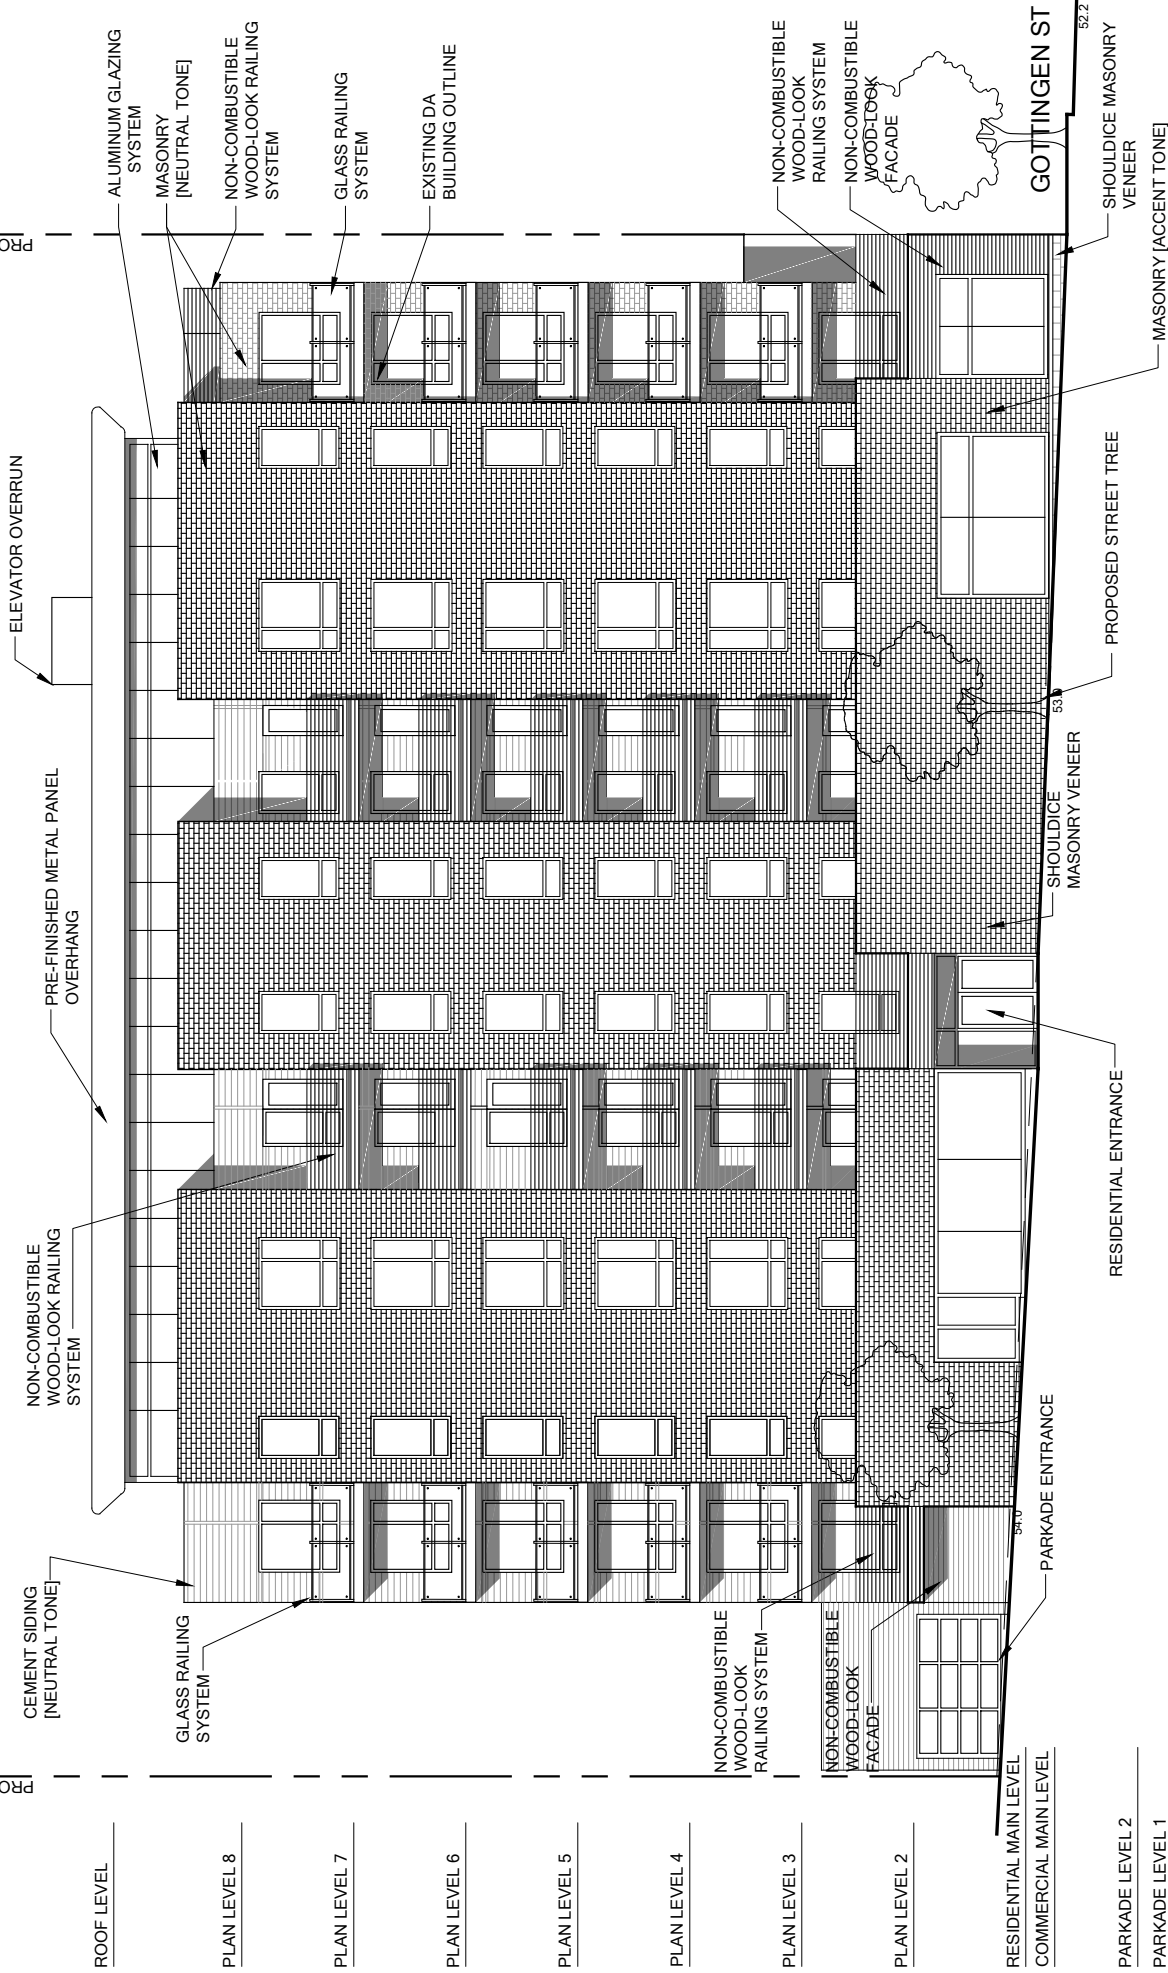 ELEVATOR OVERRUN
PRE-FINISHED METAL PANEL
OVERHANG
NON-COMBUSTIBLE
WOOD-LOOK RAILING
SYSTEM
CEMENT SIDING
[NEUTRAL TONE]
GLASS RAILING
SYSTEM
ALUMINUM GLAZING
SYSTEM
MASONRY
[NEUTRAL TONE]
NON-COMBUSTIBLE
WOOD-LOOK RAILING
SYSTEM
GLASS RAILING
SYSTEM
EXISTING DA
BUILDING OUTLINE
NON-COMBUSTIBLE
WOOD-LOOK
RAILING SYSTEM
NON-COMBUSTIBLE
WOOD-LOOK
FACADE
NON-COMBUSTIBLE
WOOD-LOOK
RAILING SYSTEM
NON-COMBUSTIBLE
WOOD-LOOK
FACADE
GOTTINGEN ST
52.2
SHOULDICE MASONRY
VENEER
MASONRY [ACCENT TONE]
PROPOSED STREET TREE
SHOULDICE
MASONRY VENEER
RESIDENTIAL ENTRANCE
PARKADE ENTRANCE
54.0
PRO
PRO
ROOF LEVEL
PLAN LEVEL 8
PLAN LEVEL 7
PLAN LEVEL 6
PLAN LEVEL 5
PLAN LEVEL 4
PLAN LEVEL 3
PLAN LEVEL 2
RESIDENTIAL MAIN LEVEL
COMMERCIAL MAIN LEVEL
PARKADE LEVEL 2
PARKADE LEVEL 1